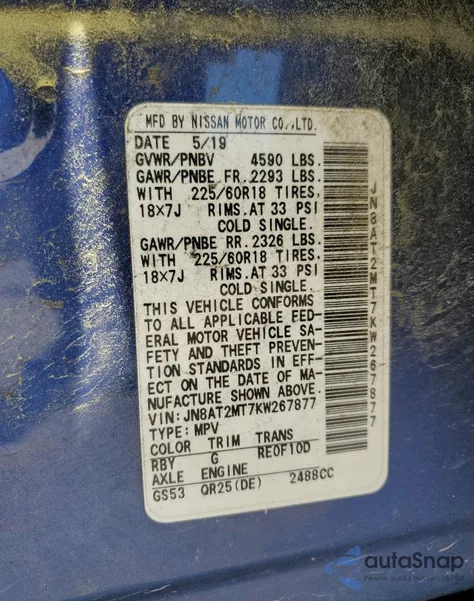 MFD BY NISSAN MOTOR CO.,LTD.
DATE 5/19
GVWR/PNBV 4590 LBS.
GAWR/PNBE FR. 2293 LBS.
WITH 225/60R18 TIRES,
18×7J RIMS. AT 33 PSI
COLD SINGLE.
GAWR/PNBE RR. 2326 LBS.
WITH 225/60R18 TIRES,
18×7J RIMS. AT 33 PSI
COLD SINGLE.
THIS VEHICLE CONFORMS
TO ALL APPLICABLE FED-
ERAL MOTOR VEHICLE SA-
FETY AND THEFT PREVEN-
TION STANDARDS IN EFF-
ECT ON THE DATE OF MA-
NUFACTURE SHOWN ABOVE.
VIN: JN8AT2MT7KW267877
TYPE: MPV
COLOR TRIM TRANS
RBY G RE0F10D
AXLE ENGINE
GS53 QR25(DE) 2488CC
JN8AT2MT7KW267877
autaSnap